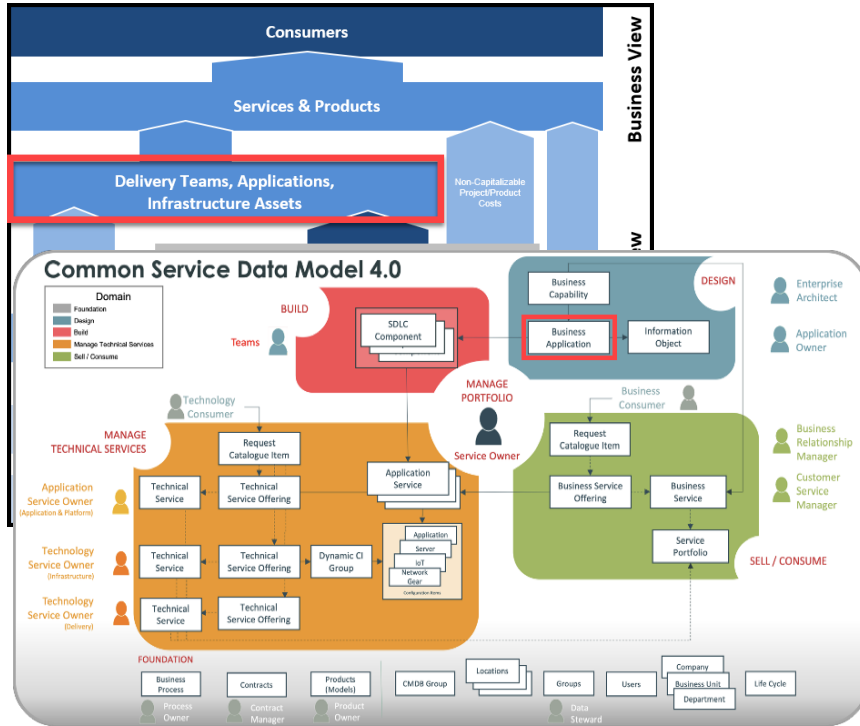 Consumers
Business View
Services & Products
Delivery Teams, Applications,
Infrastructure Assets
Non-Capitalizable
Project/Product
Costs
Common Service Data Model 4.0
Domain
Foundation
Design
Build
Manage Technical Services
Sell / Consume
BUILD
Teams
SDLC
Component
DESIGN
Business
Capability
Business
Application
Information
Object
Enterprise
Architect
Application
Owner
MANAGE
PORTFOLIO
Service Owner
Technology
Consumer
Business
Consumer
MANAGE
TECHNICAL SERVICES
Request
Catalogue Item
Application
Service Owner
(Application & Platform)
Technical
Service
Technical
Service Offering
Application
Service
Technology
Service Owner
(Infrastructure)
Technical
Service
Technical
Service Offering
Dynamic CI
Group
Application
Server
IoT
Network
Gear
Configuration Items
Technology
Service Owner
(Delivery)
Technical
Service
Technical
Service Offering
Request
Catalogue Item
Business Service
Offering
Business
Service
Service
Portfolio
Business
Relationship
Manager
Customer
Service
Manager
SELL / CONSUME
FOUNDATION
Business
Process
Contracts
Products
(Models)
CMDB Group
Locations
Groups
Users
Company
Business Unit
Department
Life Cycle
Process
Owner
Contract
Manager
Product
Owner
Data
Steward